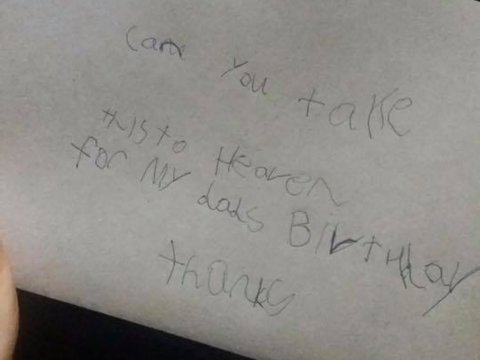 Can you take
this to Heaven
for My dads BirtHday
thanks